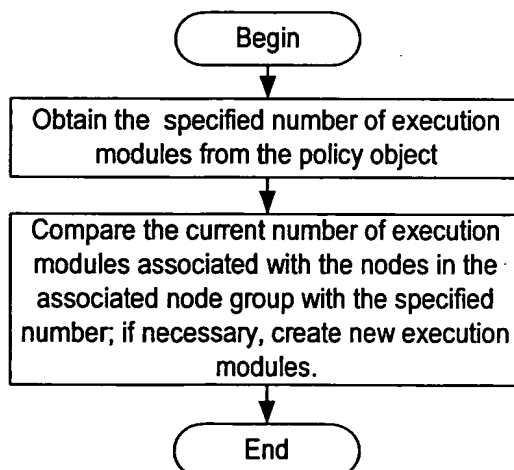 Begin
Obtain the specified number of execution
modules from the policy object
Compare the current number of execution
modules associated with the nodes in the
associated node group with the specified
number; if necessary, create new execution
modules.
End